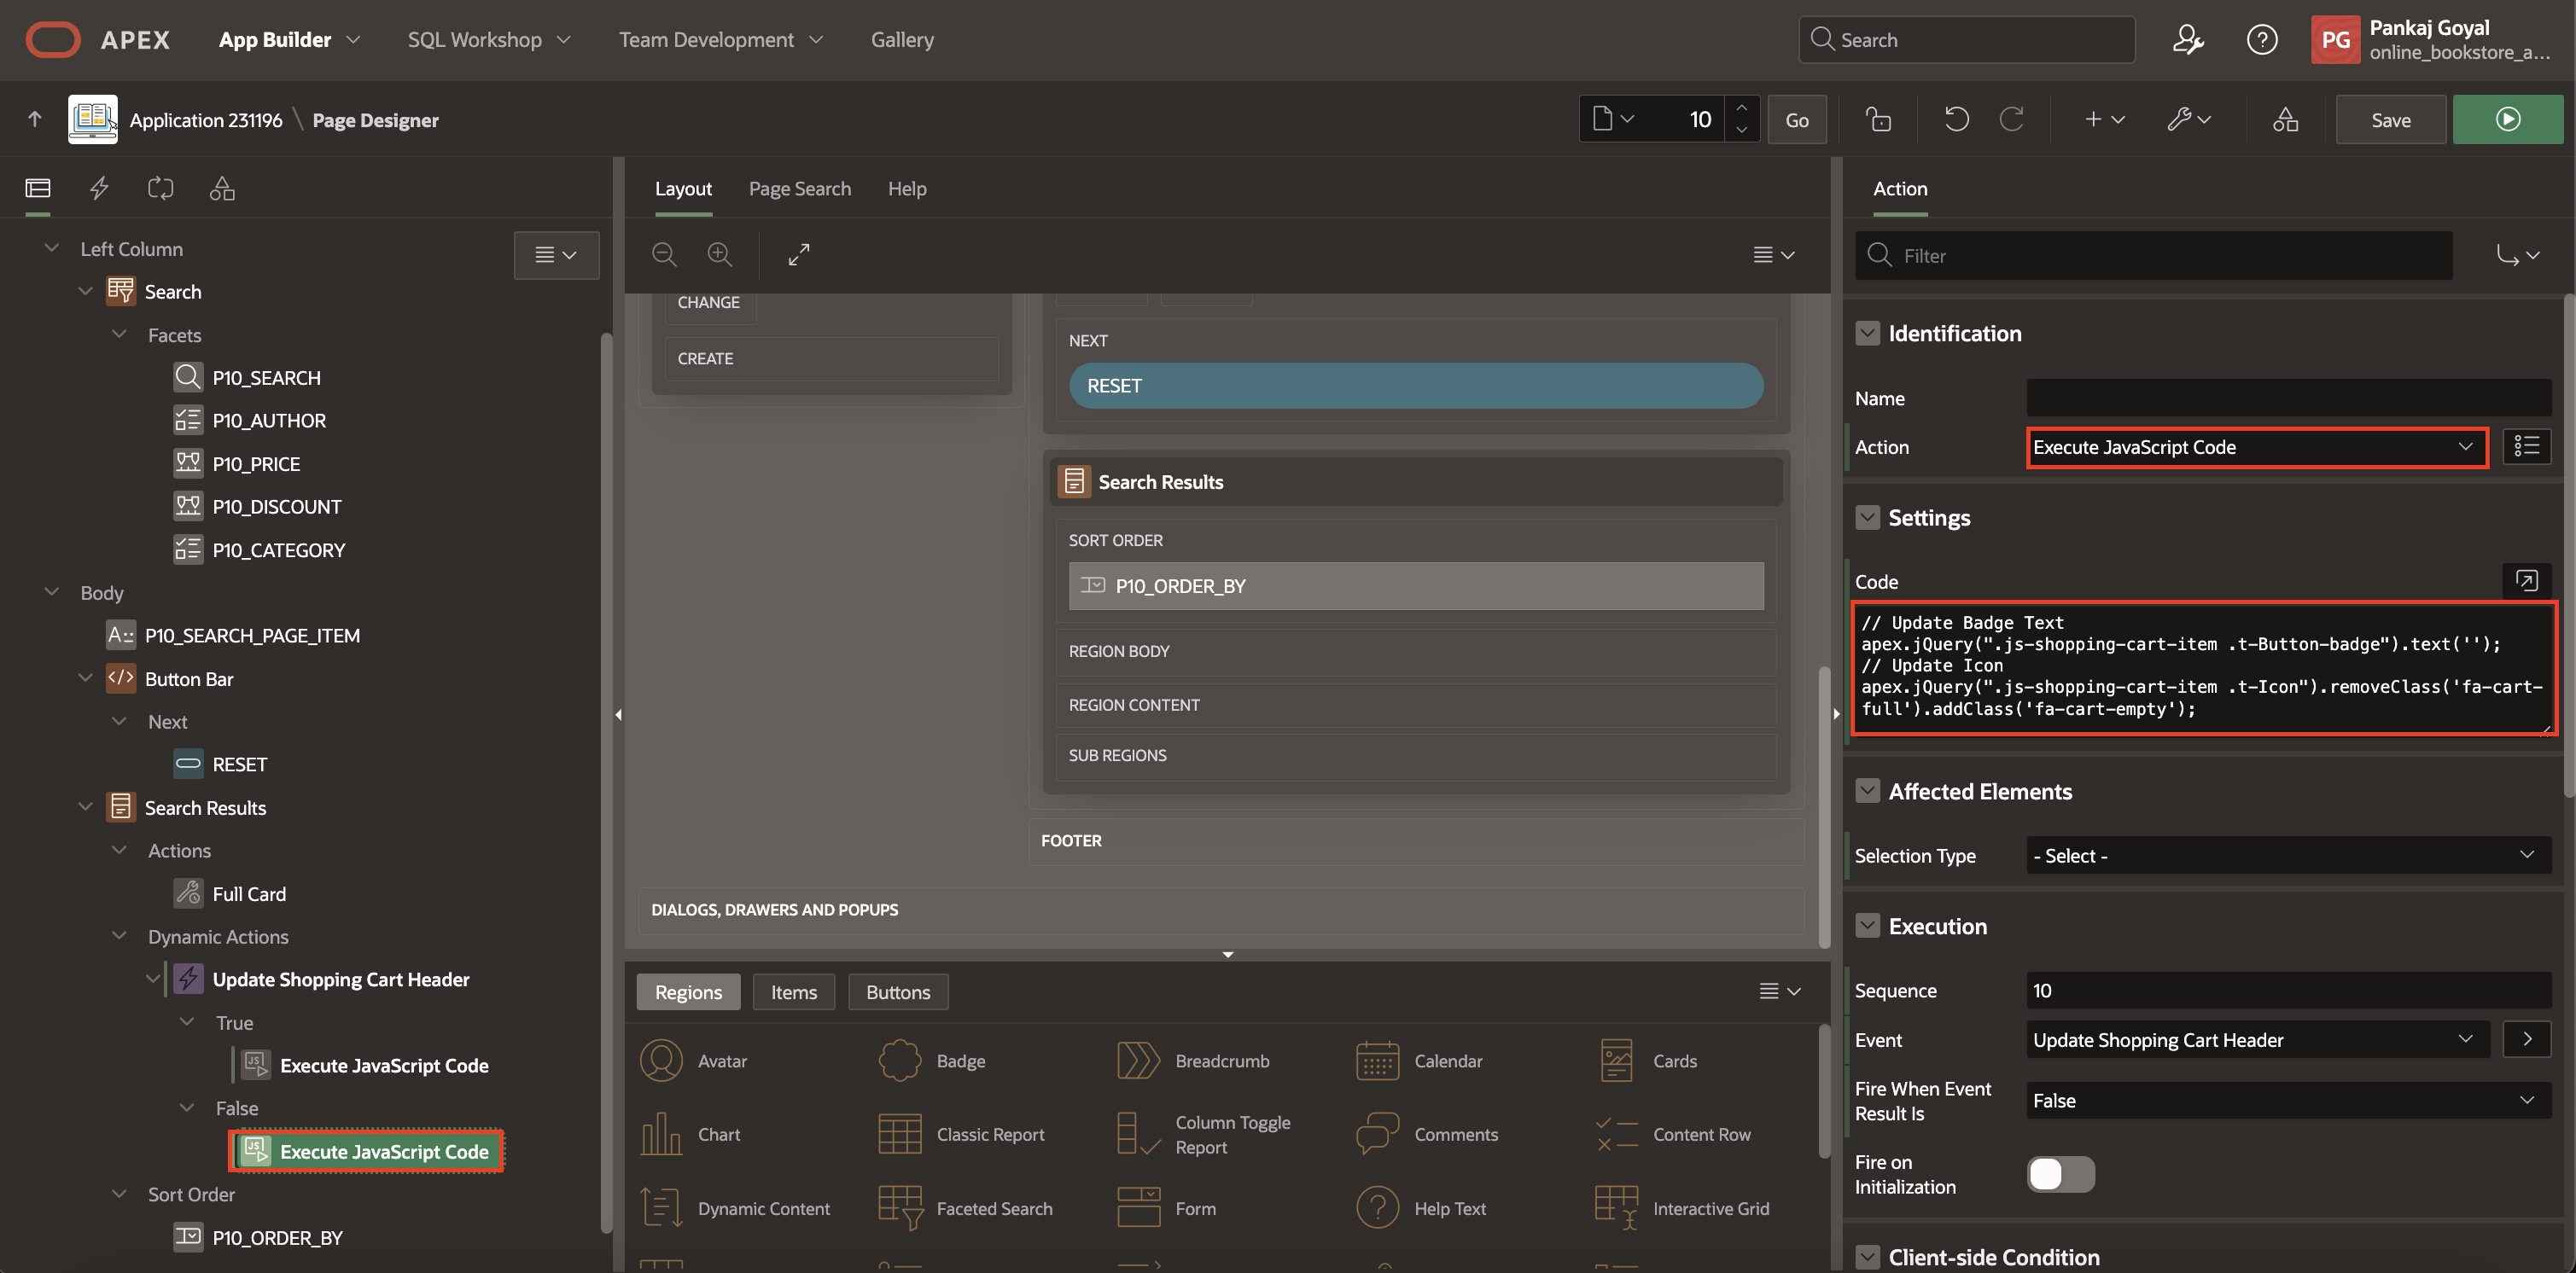 APEX
App Builder
SQL Workshop
Team Development
Gallery
Search
PG
Pankaj Goyal
online_bookstore_a...
Application 231196 \ Page Designer
10
Go
Save
Left Column
Search
Facets
P10_SEARCH
P10_AUTHOR
P10_PRICE
P10_DISCOUNT
P10_CATEGORY
Body
P10_SEARCH_PAGE_ITEM
Button Bar
Next
RESET
Search Results
Actions
Full Card
Dynamic Actions
Update Shopping Cart Header
True
Execute JavaScript Code
False
Execute JavaScript Code
Sort Order
P10_ORDER_BY
Layout
Page Search
Help
CHANGE
CREATE
NEXT
RESET
Search Results
SORT ORDER
P10_ORDER_BY
REGION BODY
REGION CONTENT
SUB REGIONS
FOOTER
DIALOGS, DRAWERS AND POPUPS
Regions
Items
Buttons
Avatar
Badge
Breadcrumb
Calendar
Cards
Chart
Classic Report
Column Toggle
Report
Comments
Content Row
Dynamic Content
Faceted Search
Form
Help Text
Interactive Grid
Action
Filter
Identification
Name
Action
Execute JavaScript Code
Settings
Code
// Update Badge Text
apex.jQuery(".js-shopping-cart-item .t-Button-badge").text('');
// Update Icon
apex.jQuery(".js-shopping-cart-item .t-Icon").removeClass('fa-cart-
full').addClass('fa-cart-empty');
Affected Elements
Selection Type
- Select -
Execution
Sequence
10
Event
Update Shopping Cart Header
Fire When Event
Result Is
False
Fire on
Initialization
Client-side Condition